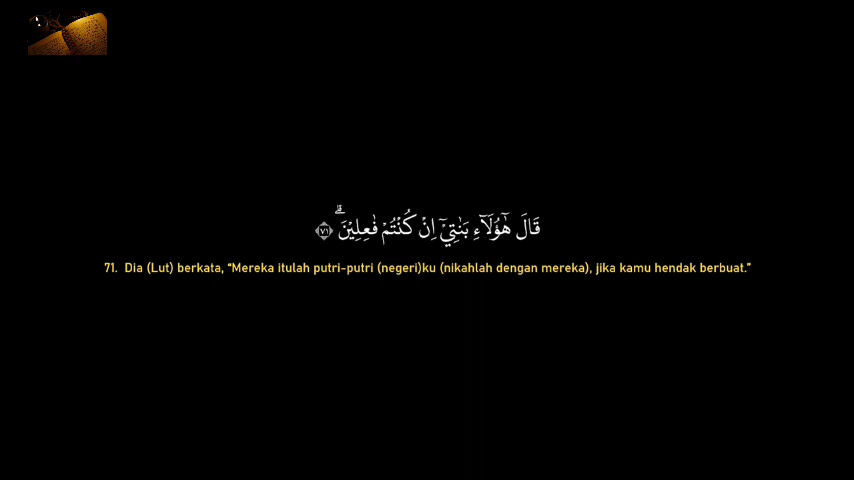 قَالَ هٰٓؤُلَاۤءِ بَنٰتِيْٓ اِنْ كُنْتُمْ فٰعِلِيْنَۗ ۝٧١
71. Dia (Lut) berkata, “Mereka itulah putri-putri (negeri)ku (nikahlah dengan mereka), jika kamu hendak berbuat.”